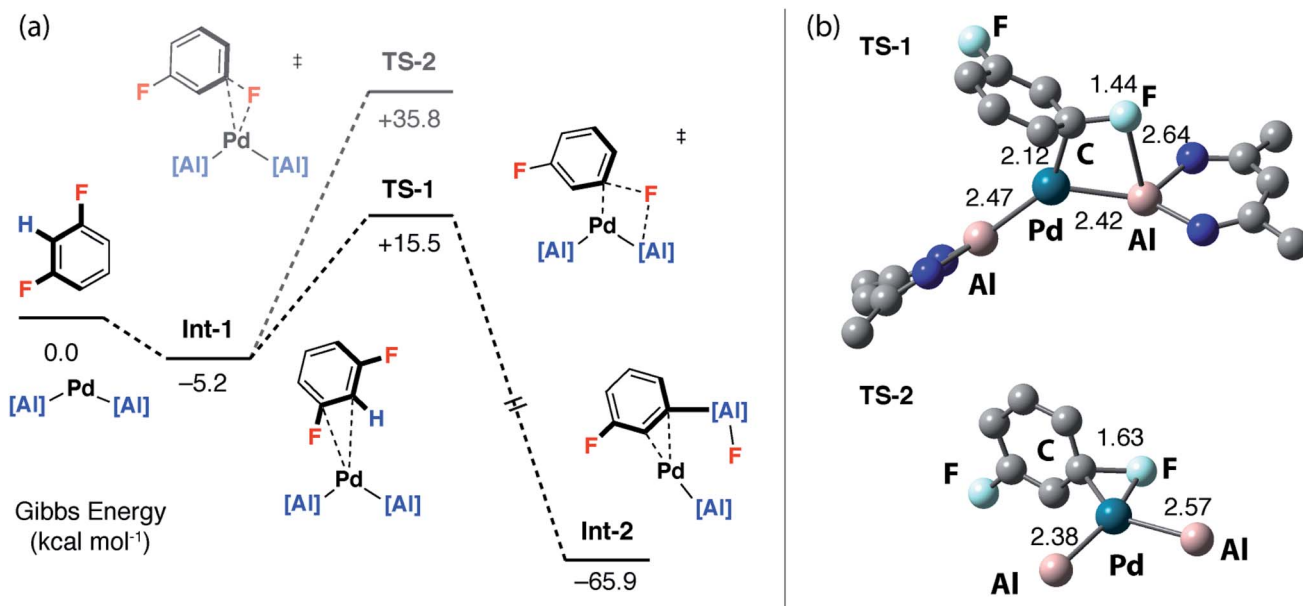 (a)
F
F
Pd
[Al]
[Al]
‡
TS-2
+35.8
TS-1
+15.5
F
F
Pd
[Al]
[Al]
‡
F
H
F
0.0
Pd
[Al]
[Al]
Int-1
–5.2
F
H
F
Pd
[Al]
[Al]
F
[Al]
F
Pd
[Al]
Int-2
–65.9
Gibbs Energy
(kcal mol-1)
(b)
TS-1
F
1.44
F
2.64
C
2.12
2.47
Pd
2.42
Al
Al
TS-2
C
1.63
F
F
2.57
2.38
Al
Pd
Al